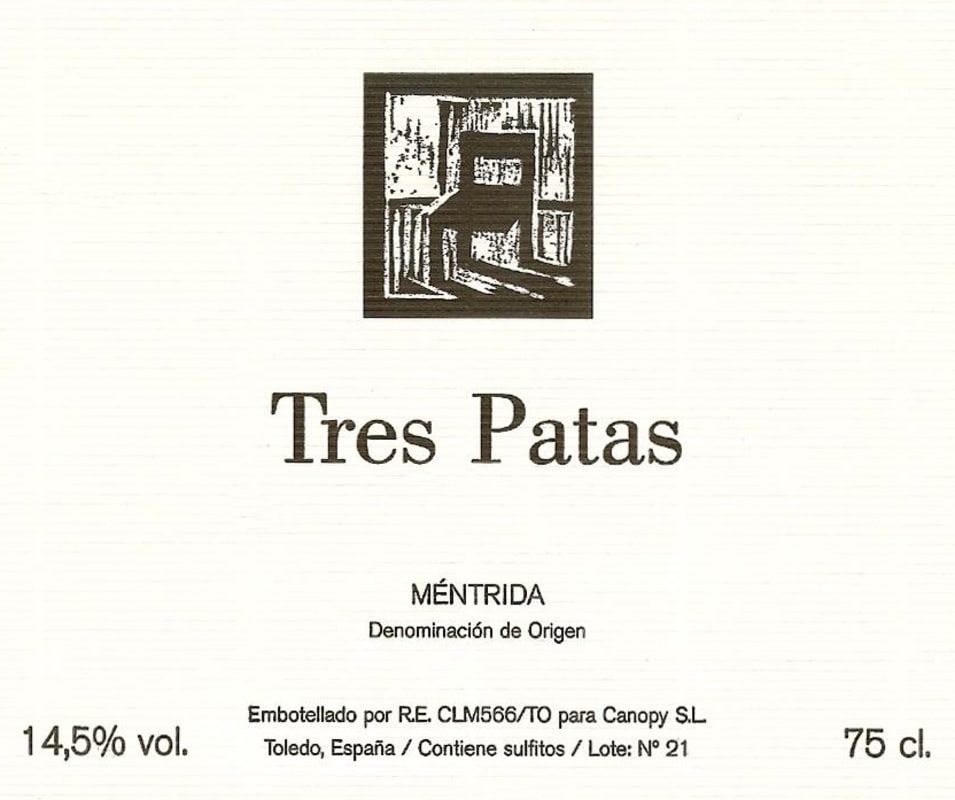 Tres Patas
MÉNTRIDA
Denominación de Origen
Embotellado por R.E. CLM566/TO para Canopy S.L.
14,5% vol.
Toledo, España / Contiene sulfitos / Lote: Nº 21
75 cl.